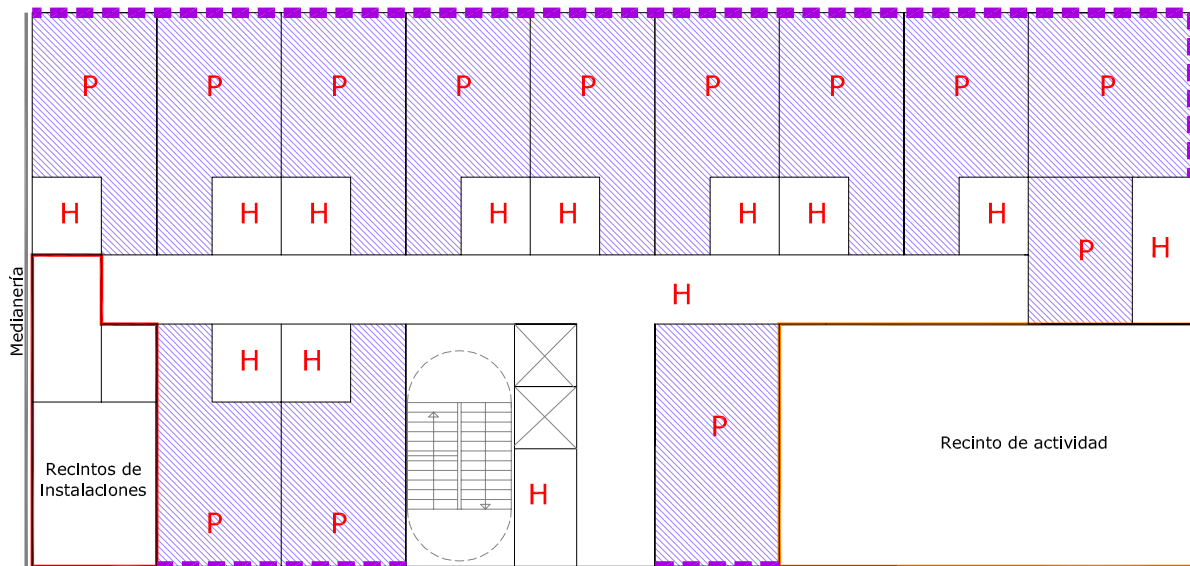 P P P P P P P P P
H H H H H H H H P H
H
Medianería
H H
P
Recinto de actividad
Recintos de
Instalaciones
H
P P